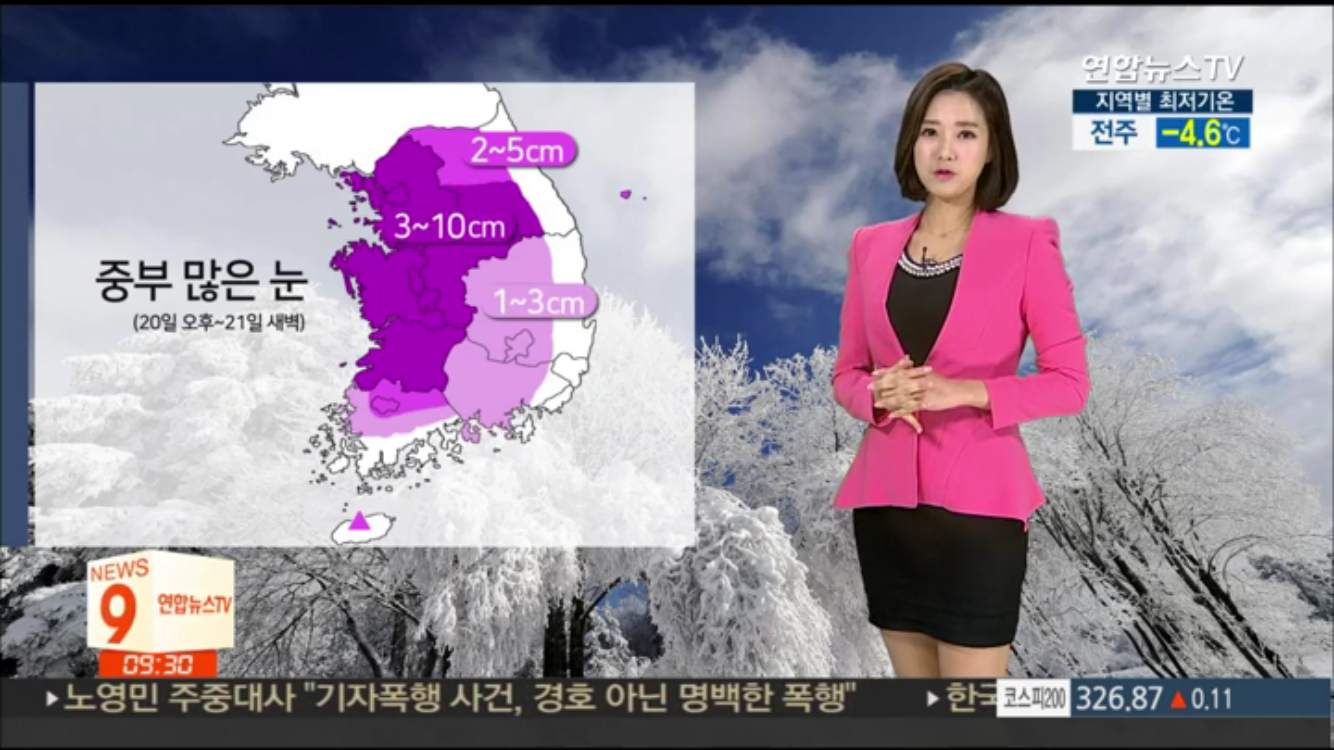 연합뉴스TV
지역별 최저기온
전주 -4.6℃
2~5cm
3~10cm
1~3cm
중부 많은 눈
(20일 오후~21일 새벽)
NEWS
9
연합뉴스TV
09:30
▶노영민 주중대사 "기자폭행 사건, 경호 아닌 명백한 폭행" ▶한국
코스피200 326.87 ▲0.11